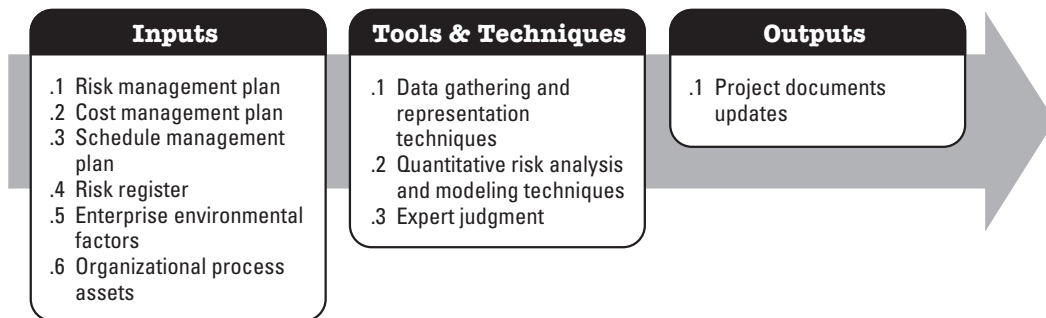 Inputs
.1 Risk management plan
.2 Cost management plan
.3 Schedule management
plan
.4 Risk register
.5 Enterprise environmental
factors
.6 Organizational process
assets
Tools & Techniques
.1 Data gathering and
representation
techniques
.2 Quantitative risk analysis
and modeling techniques
.3 Expert judgment
Outputs
.1 Project documents
updates